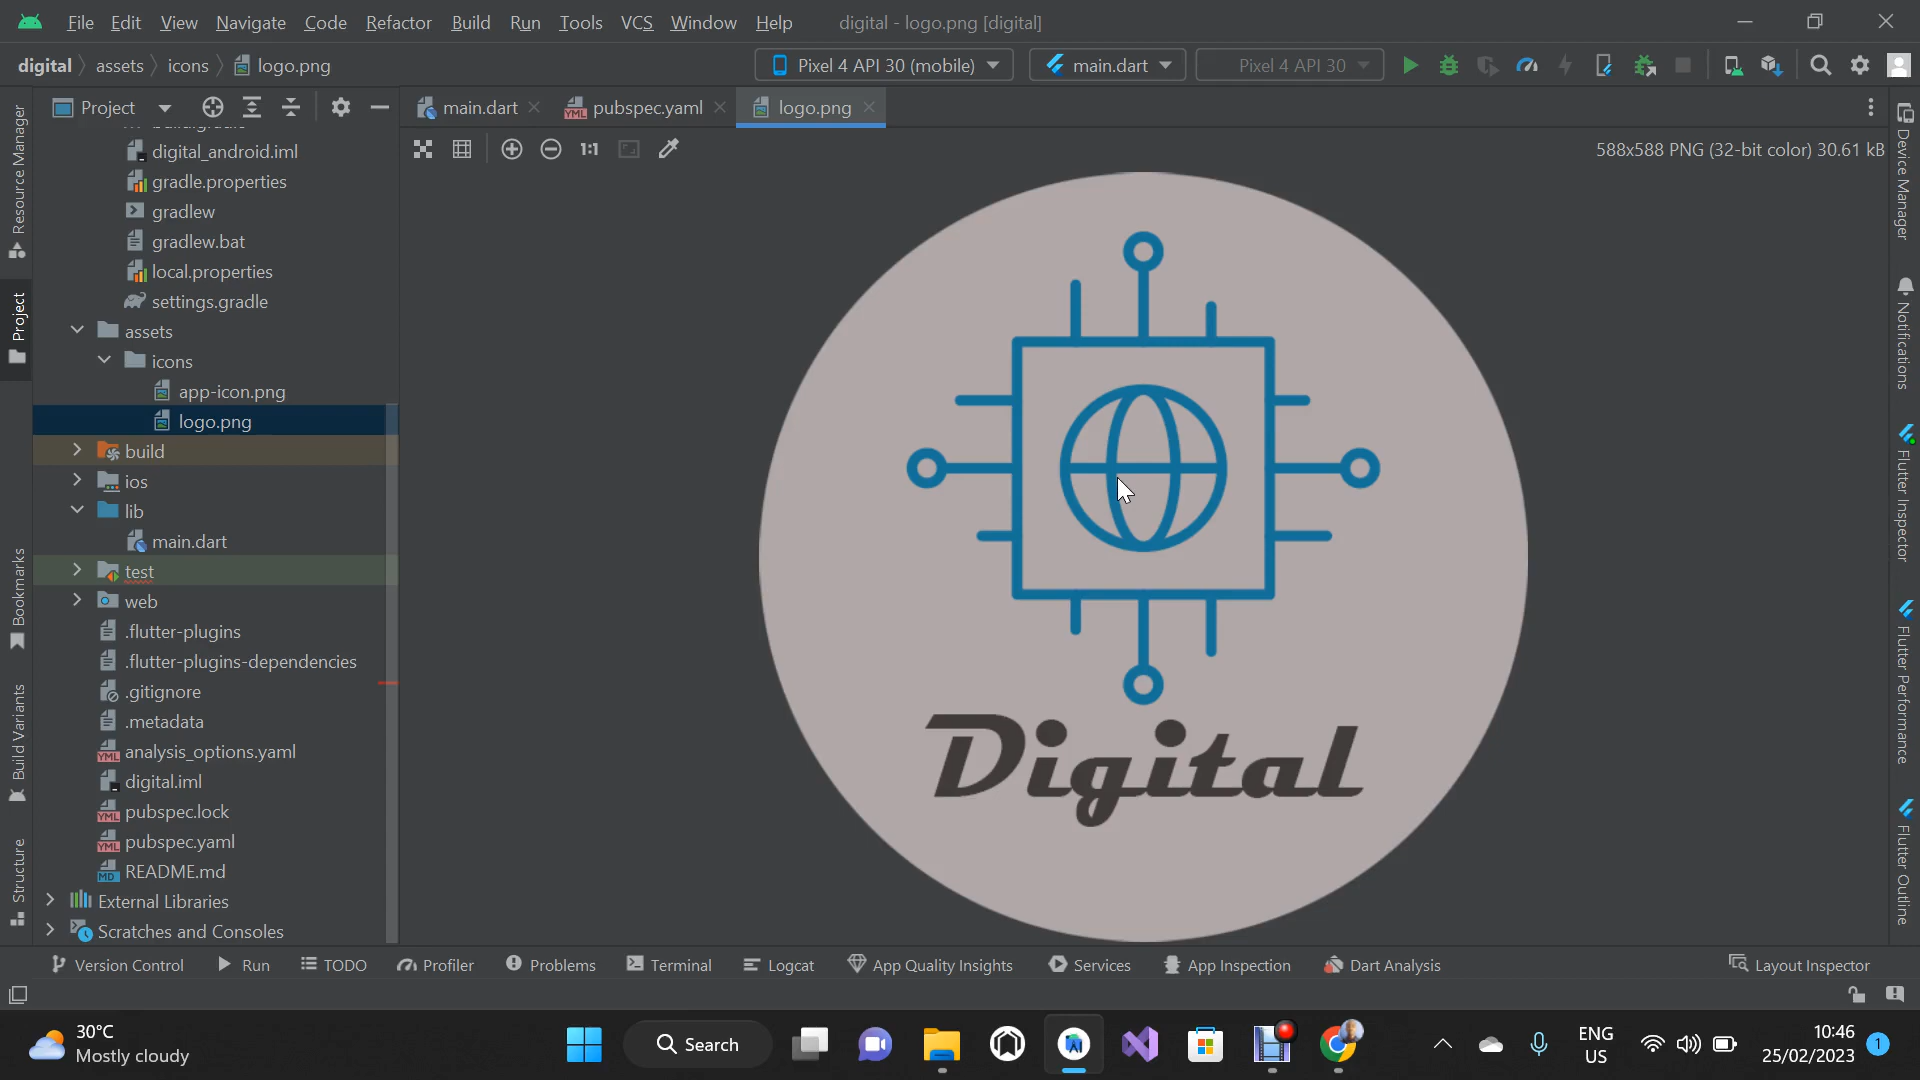 File Edit View Navigate Code Refactor Build Run Tools VCS Window Help digital - logo.png [digital]
digital assets icons logo.png Pixel 4 API 30 (mobile) main.dart Pixel 4 API 30
Project main.dart pubspec.yaml logo.png
588x588 PNG (32-bit color) 30.61 kB
digital_android.iml
gradle.properties
gradlew
gradlew.bat
local.properties
settings.gradle
assets
icons
app-icon.png
logo.png
build
ios
lib
main.dart
test
web
.flutter-plugins
.flutter-plugins-dependencies
.gitignore
.metadata
analysis_options.yaml
digital.iml
pubspec.lock
pubspec.yaml
README.md
External Libraries
Scratches and Consoles
Resource Manager
Project
Bookmarks
Build Variants
Structure
1:1
Digital
Device Manager
Notifications
Flutter Inspector
Flutter Performance
Flutter Outline
Version Control Run TODO Profiler Problems Terminal Logcat App Quality Insights Services App Inspection Dart Analysis Layout Inspector
30°C
Mostly cloudy
Search
ENG
US
10:46
25/02/2023
1